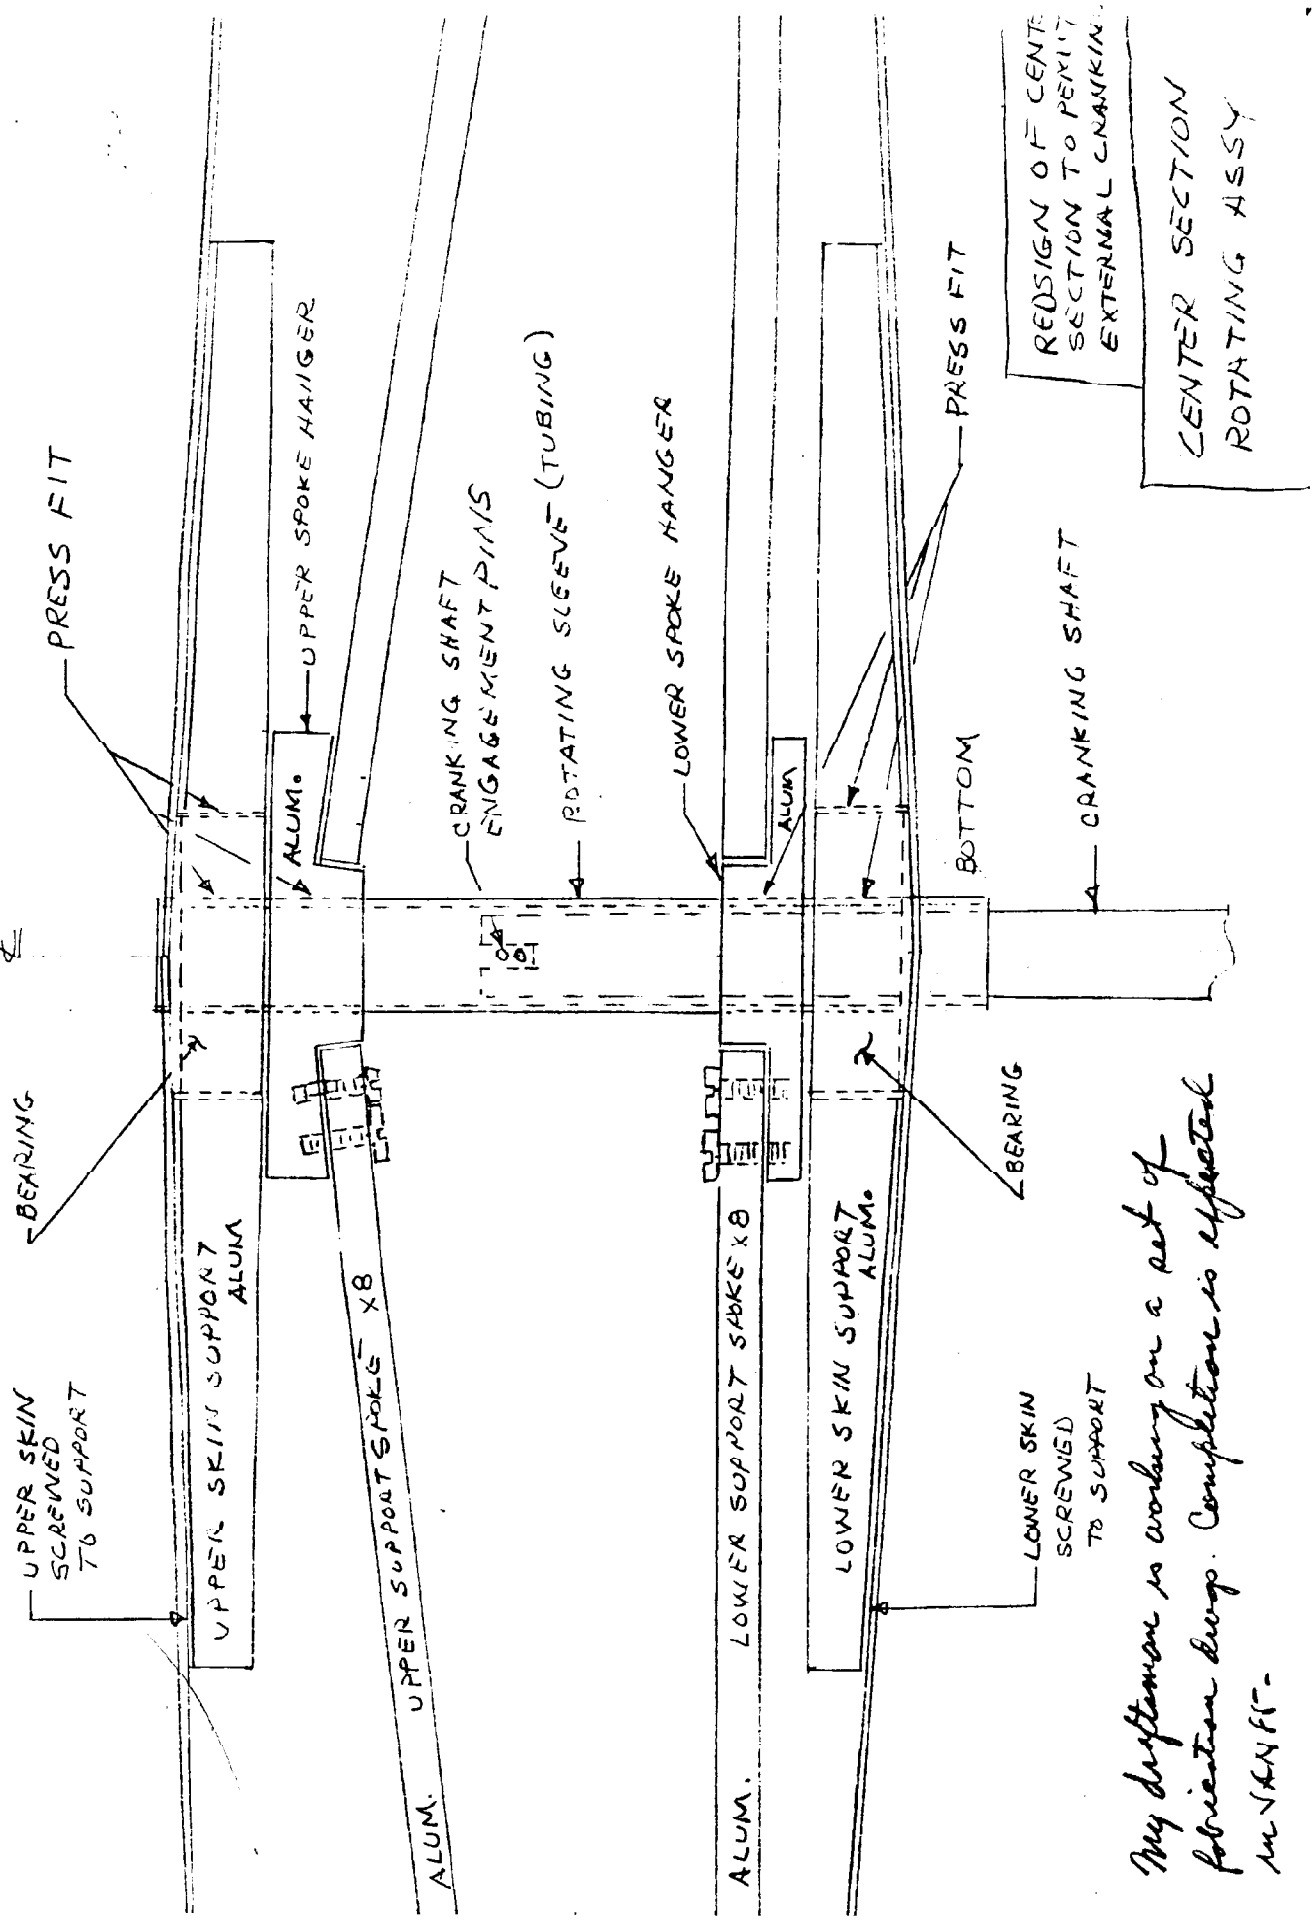 UPPER SKIN
SCREWED
TO SUPPORT
BEARING
PRESS FIT
UPPER SKIN SUPPORT
ALUM
ALUM.
UPPER SPOKE HANGER
ALUM.
UPPER SUPPORT SPOKE X8
CRANKING SHAFT
ENGAGEMENT PINS
ROTATING SLEEVE (TUBING)
LOWER SPOKE HANGER
ALUM.
LOWER SUPPORT SPOKE X8
ALUM
LOWER SKIN SUPPORT
ALUM.
PRESS FIT
BOTTOM
LOWER SKIN
SCREWED
TO SUPPORT
BEARING
CRANKING SHAFT
REDSIGN OF CENTE
SECTION TO PERMIT
EXTERNAL CRANKIN
CENTER SECTION
ROTATING ASSY
My draftsman is working on a set of
fabrication dwgs. Completion is expected
in